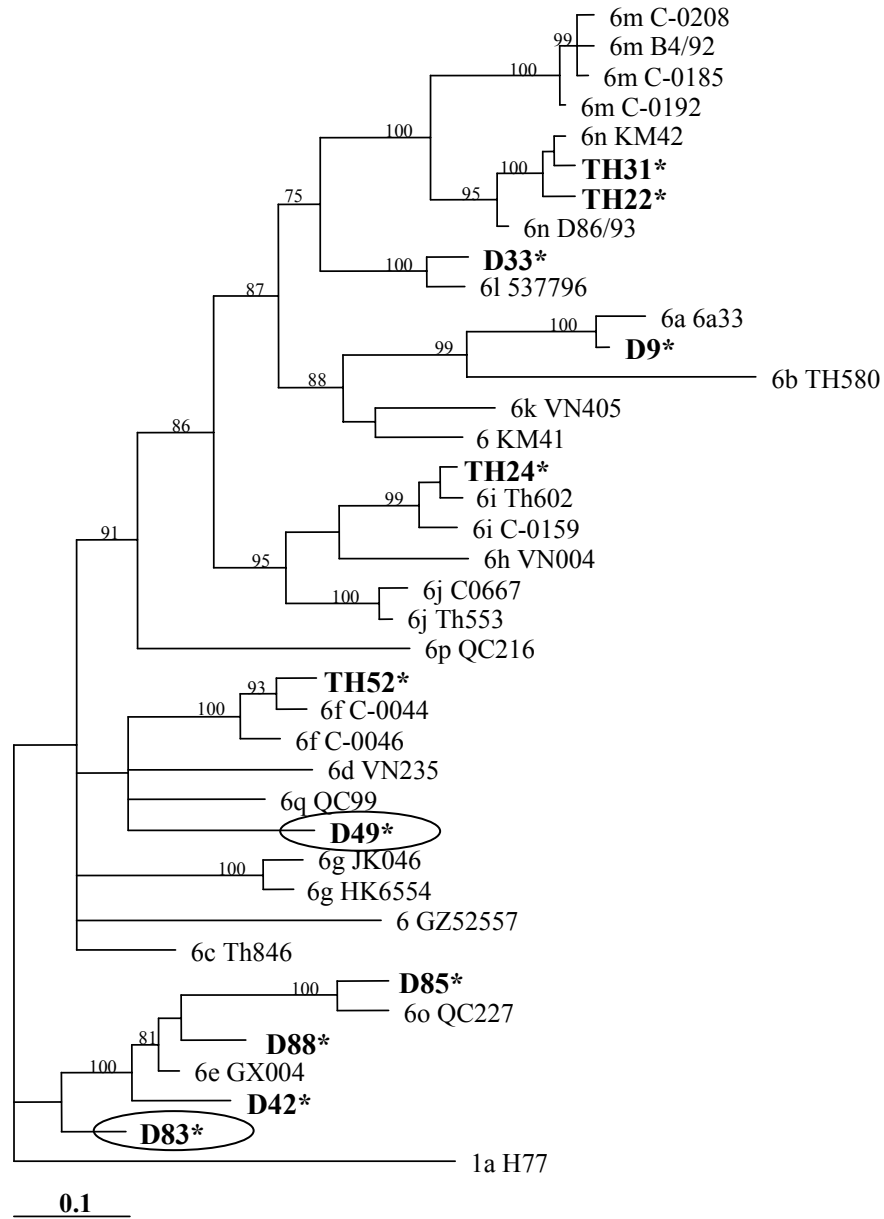 6m C-0208
99
6m B4/92
100
6m C-0185
6m C-0192
100
6n KM42
100
TH31*
75
95
TH22*
6n D86/93
100
D33*
6l 537796
87
6a 6a33
100
D9*
99
6b TH580
88
6k VN405
86
6 KM41
TH24*
99
6i Th602
6i C-0159
91
95
6h VN004
100
6j C0667
6j Th553
6p QC216
93
TH52*
100
6f C-0044
6f C-0046
6d VN235
6q QC99
D49*
100
6g JK046
6g HK6554
6 GZ52557
6c Th846
100
D85*
6o QC227
81
D88*
100
6e GX004
D42*
D83*
1a H77
0.1